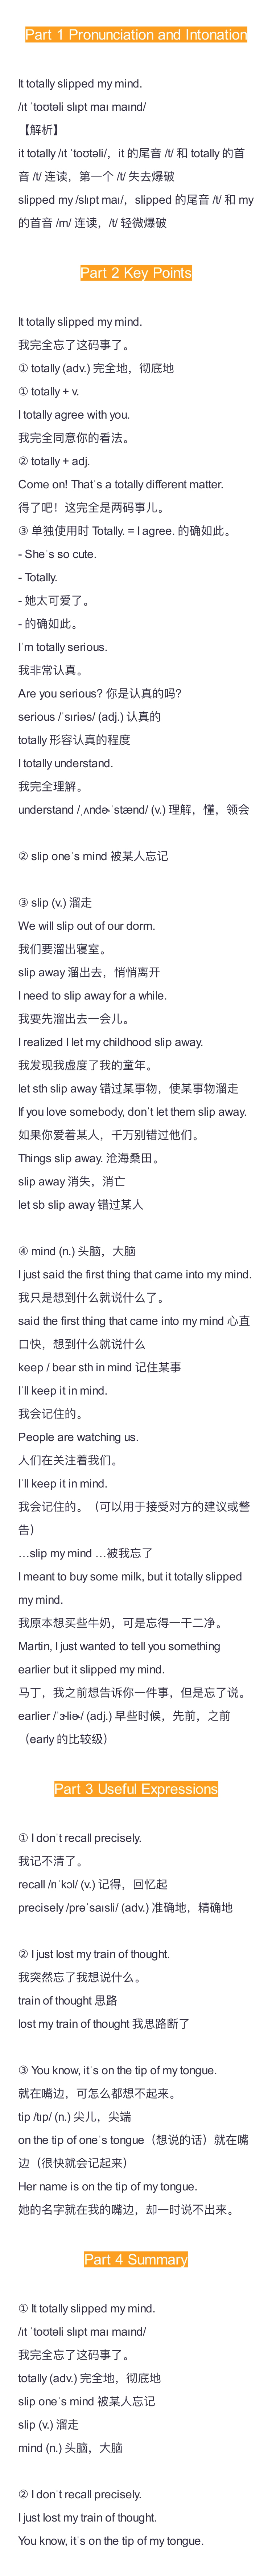 Part 1 Pronunciation and Intonation
It totally slipped my mind.
/ɪt ˈtoʊtəli slɪpt maɪ maɪnd/
【解析】
it totally /ɪt ˈtoʊtəli/，it 的尾音 /t/ 和 totally 的首
音 /t/ 连读，第一个 /t/ 失去爆破
slipped my /slɪpt maɪ/，slipped 的尾音 /t/ 和 my
的首音 /m/ 连读，/t/ 轻微爆破
Part 2 Key Points
It totally slipped my mind.
我完全忘了这码事了。
① totally (adv.) 完全地，彻底地
① totally + v.
I totally agree with you.
我完全同意你的看法。
② totally + adj.
Come on! That's a totally different matter.
得了吧！这完全是两码事儿。
③ 单独使用时 Totally. = I agree. 的确如此。
- She's so cute.
- Totally.
- 她太可爱了。
- 的确如此。
I'm totally serious.
我非常认真。
Are you serious? 你是认真的吗?
serious /ˈsɪriəs/ (adj.) 认真的
totally 形容认真的程度
I totally understand.
我完全理解。
understand /ˌʌndɚˈstænd/ (v.) 理解，懂，领会
② slip one's mind 被某人忘记
③ slip (v.) 溜走
We will slip out of our dorm.
我们要溜出寝室。
slip away 溜出去，悄悄离开
I need to slip away for a while.
我要先溜出去一会儿。
I realized I let my childhood slip away.
我发现我虚度了我的童年。
let sth slip away 错过某事物，使某事物溜走
If you love somebody, don't let them slip away.
如果你爱着某人，千万别错过他们。
Things slip away. 沧海桑田。
slip away 消失，消亡
let sb slip away 错过某人
④ mind (n.) 头脑，大脑
I just said the first thing that came into my mind.
我只是想到什么就说什么了。
said the first thing that came into my mind 心直
口快，想到什么就说什么
keep / bear sth in mind 记住某事
I'll keep it in mind.
我会记住的。
People are watching us.
人们在关注着我们。
I'll keep it in mind.
我会记住的。（可以用于接受对方的建议或警
告）
…slip my mind …被我忘了
I meant to buy some milk, but it totally slipped
my mind.
我原本想买些牛奶，可是忘得一干二净。
Martin, I just wanted to tell you something
earlier but it slipped my mind.
马丁，我之前想告诉你一件事，但是忘了说。
earlier /ˈɝliɚ/ (adj.) 早些时候，先前，之前
（early 的比较级）
Part 3 Useful Expressions
① I don't recall precisely.
我记不清了。
recall /rɪˈkɔl/ (v.) 记得，回忆起
precisely /prəˈsaɪsli/ (adv.) 准确地，精确地
② I just lost my train of thought.
我突然忘了我想说什么。
train of thought 思路
lost my train of thought 我思路断了
③ You know, it's on the tip of my tongue.
就在嘴边，可怎么都想不起来。
tip /tɪp/ (n.) 尖儿，尖端
on the tip of one's tongue（想说的话）就在嘴
边（很快就会记起来）
Her name is on the tip of my tongue.
她的名字就在我的嘴边，却一时说不出来。
Part 4 Summary
① It totally slipped my mind.
/ɪt ˈtoʊtəli slɪpt maɪ maɪnd/
我完全忘了这码事了。
totally (adv.) 完全地，彻底地
slip one's mind 被某人忘记
slip (v.) 溜走
mind (n.) 头脑，大脑
② I don't recall precisely.
I just lost my train of thought.
You know, it's on the tip of my tongue.